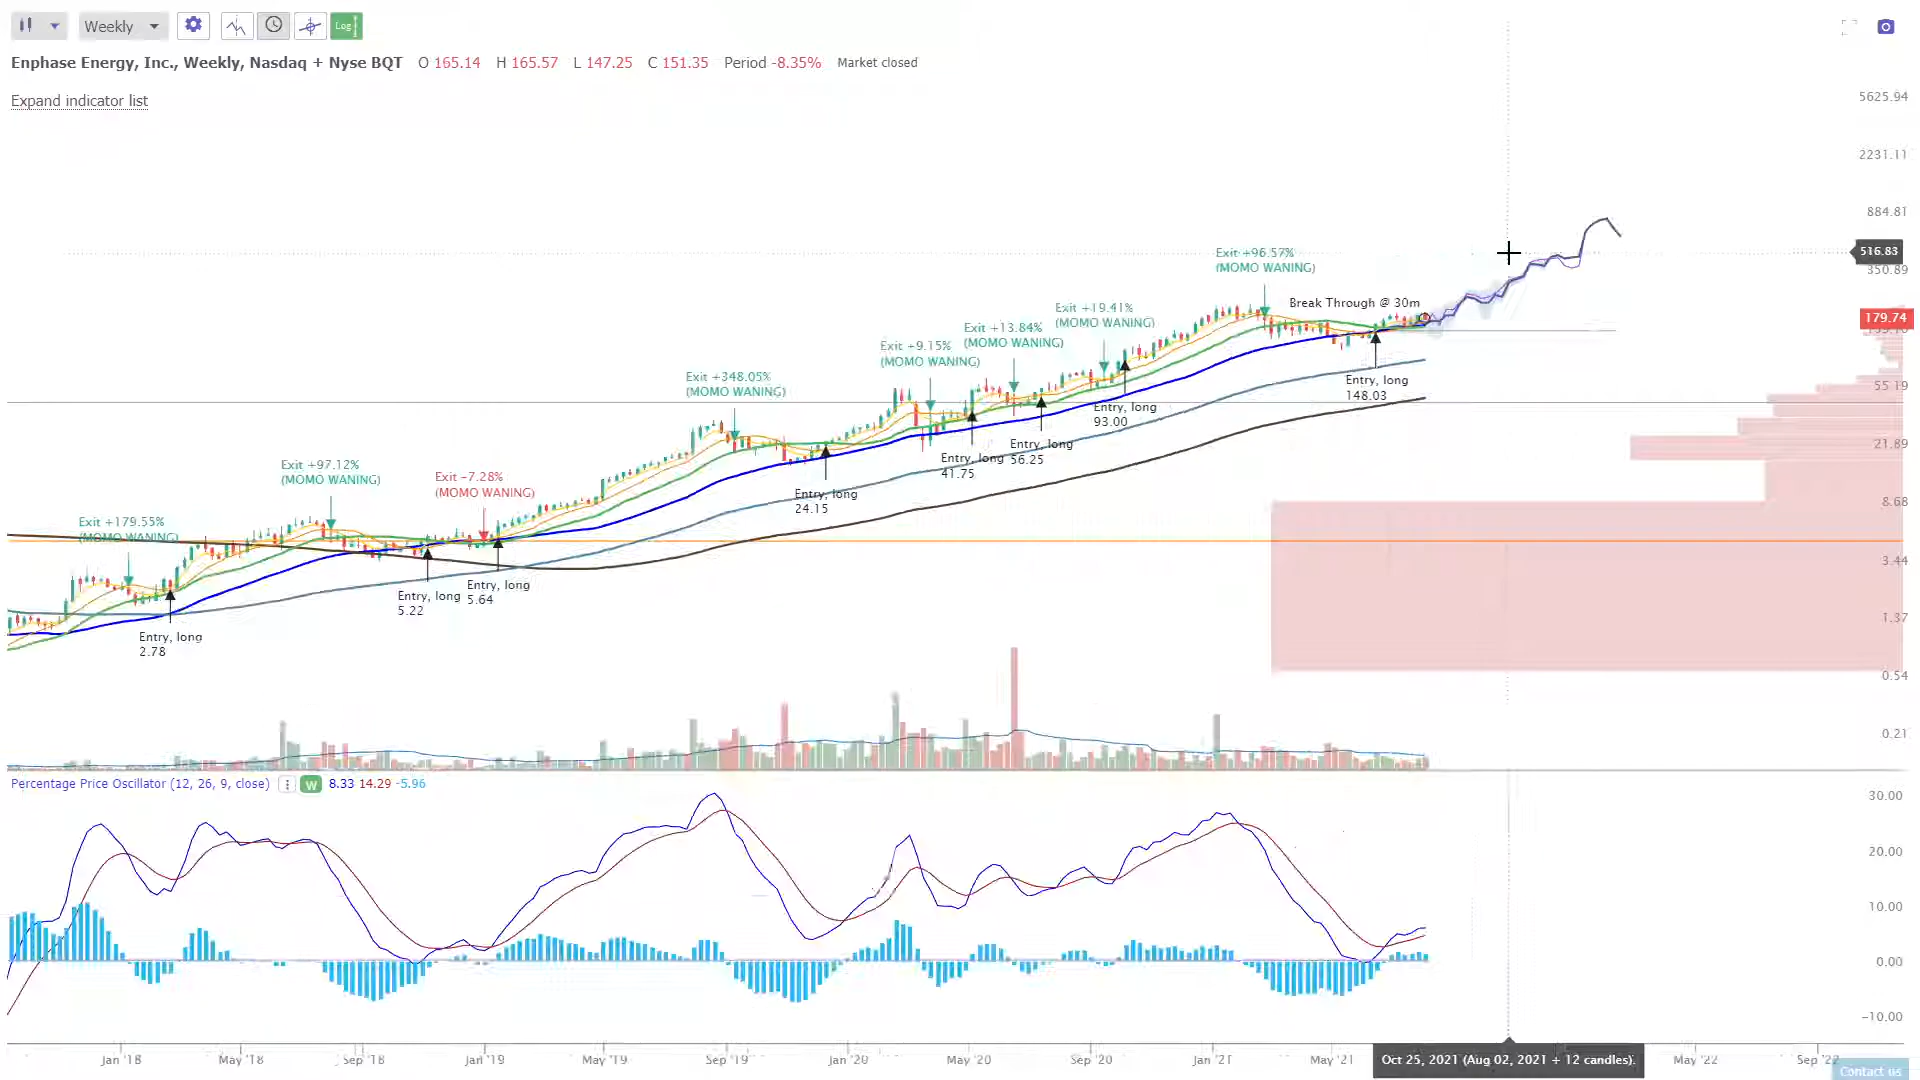 Weekly
Log
Enphase Energy, Inc., Weekly, Nasdaq + Nyse BQT O 165.14 H 165.57 L 147.25 C 151.35 Period -8.35% Market closed
Expand indicator list
5625.94
2231.11
884.81
516.83
350.89
179.74
55.19
21.89
8.68
3.44
1.37
0.54
0.21
Exit +96.57%
(MOMO WANING)
Break Through @ 30m
Exit +19.41%
(MOMO WANING)
Exit +13.84%
(MOMO WANING)
Exit +9.15%
(MOMO WANING)
Exit +348.05%
(MOMO WANING)
Entry, long
148.03
Entry, long
93.00
Entry, long
56.25
Entry, long
41.75
Exit +97.12%
(MOMO WANING)
Exit -7.28%
(MOMO WANING)
Entry, long
24.15
Exit +179.55%
(MOMO WANING)
Entry, long
5.64
Entry, long
5.22
Entry, long
2.78
Percentage Price Oscillator (12, 26, 9, close) W 8.33 14.29 -5.96
30.00
20.00
10.00
0.00
-10.00
Jan '18 May '18 Sep '18 Jan '19 May '19 Sep '19 Jan '20 May '20 Sep '20 Jan '21 May '21 Oct 25, 2021 (Aug 02, 2021 + 12 candles). May '22 Sep '22
Contact us